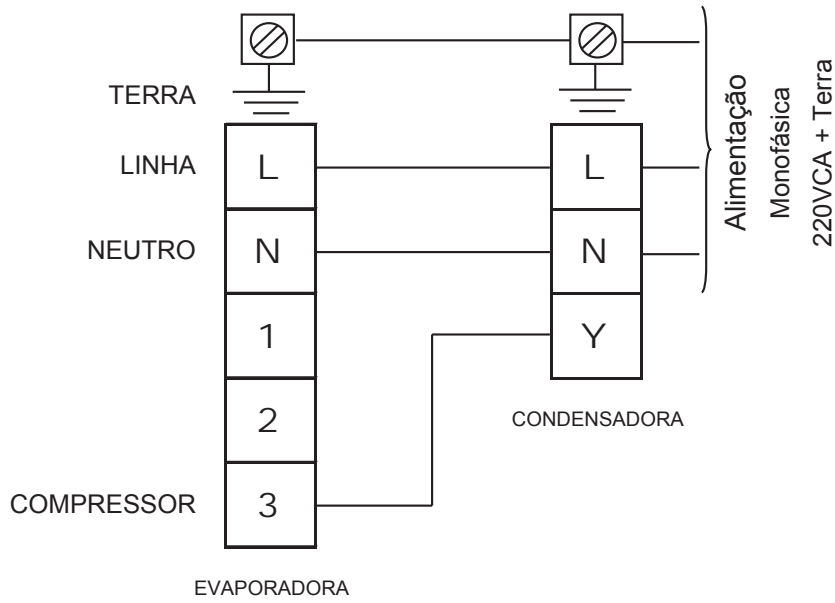 TERRA
LINHA
L
L
NEUTRO
N
N
1
Y
2
CONDENSADORA
COMPRESSOR
3
EVAPORADORA
Alimentação
Monofásica
220VCA + Terra